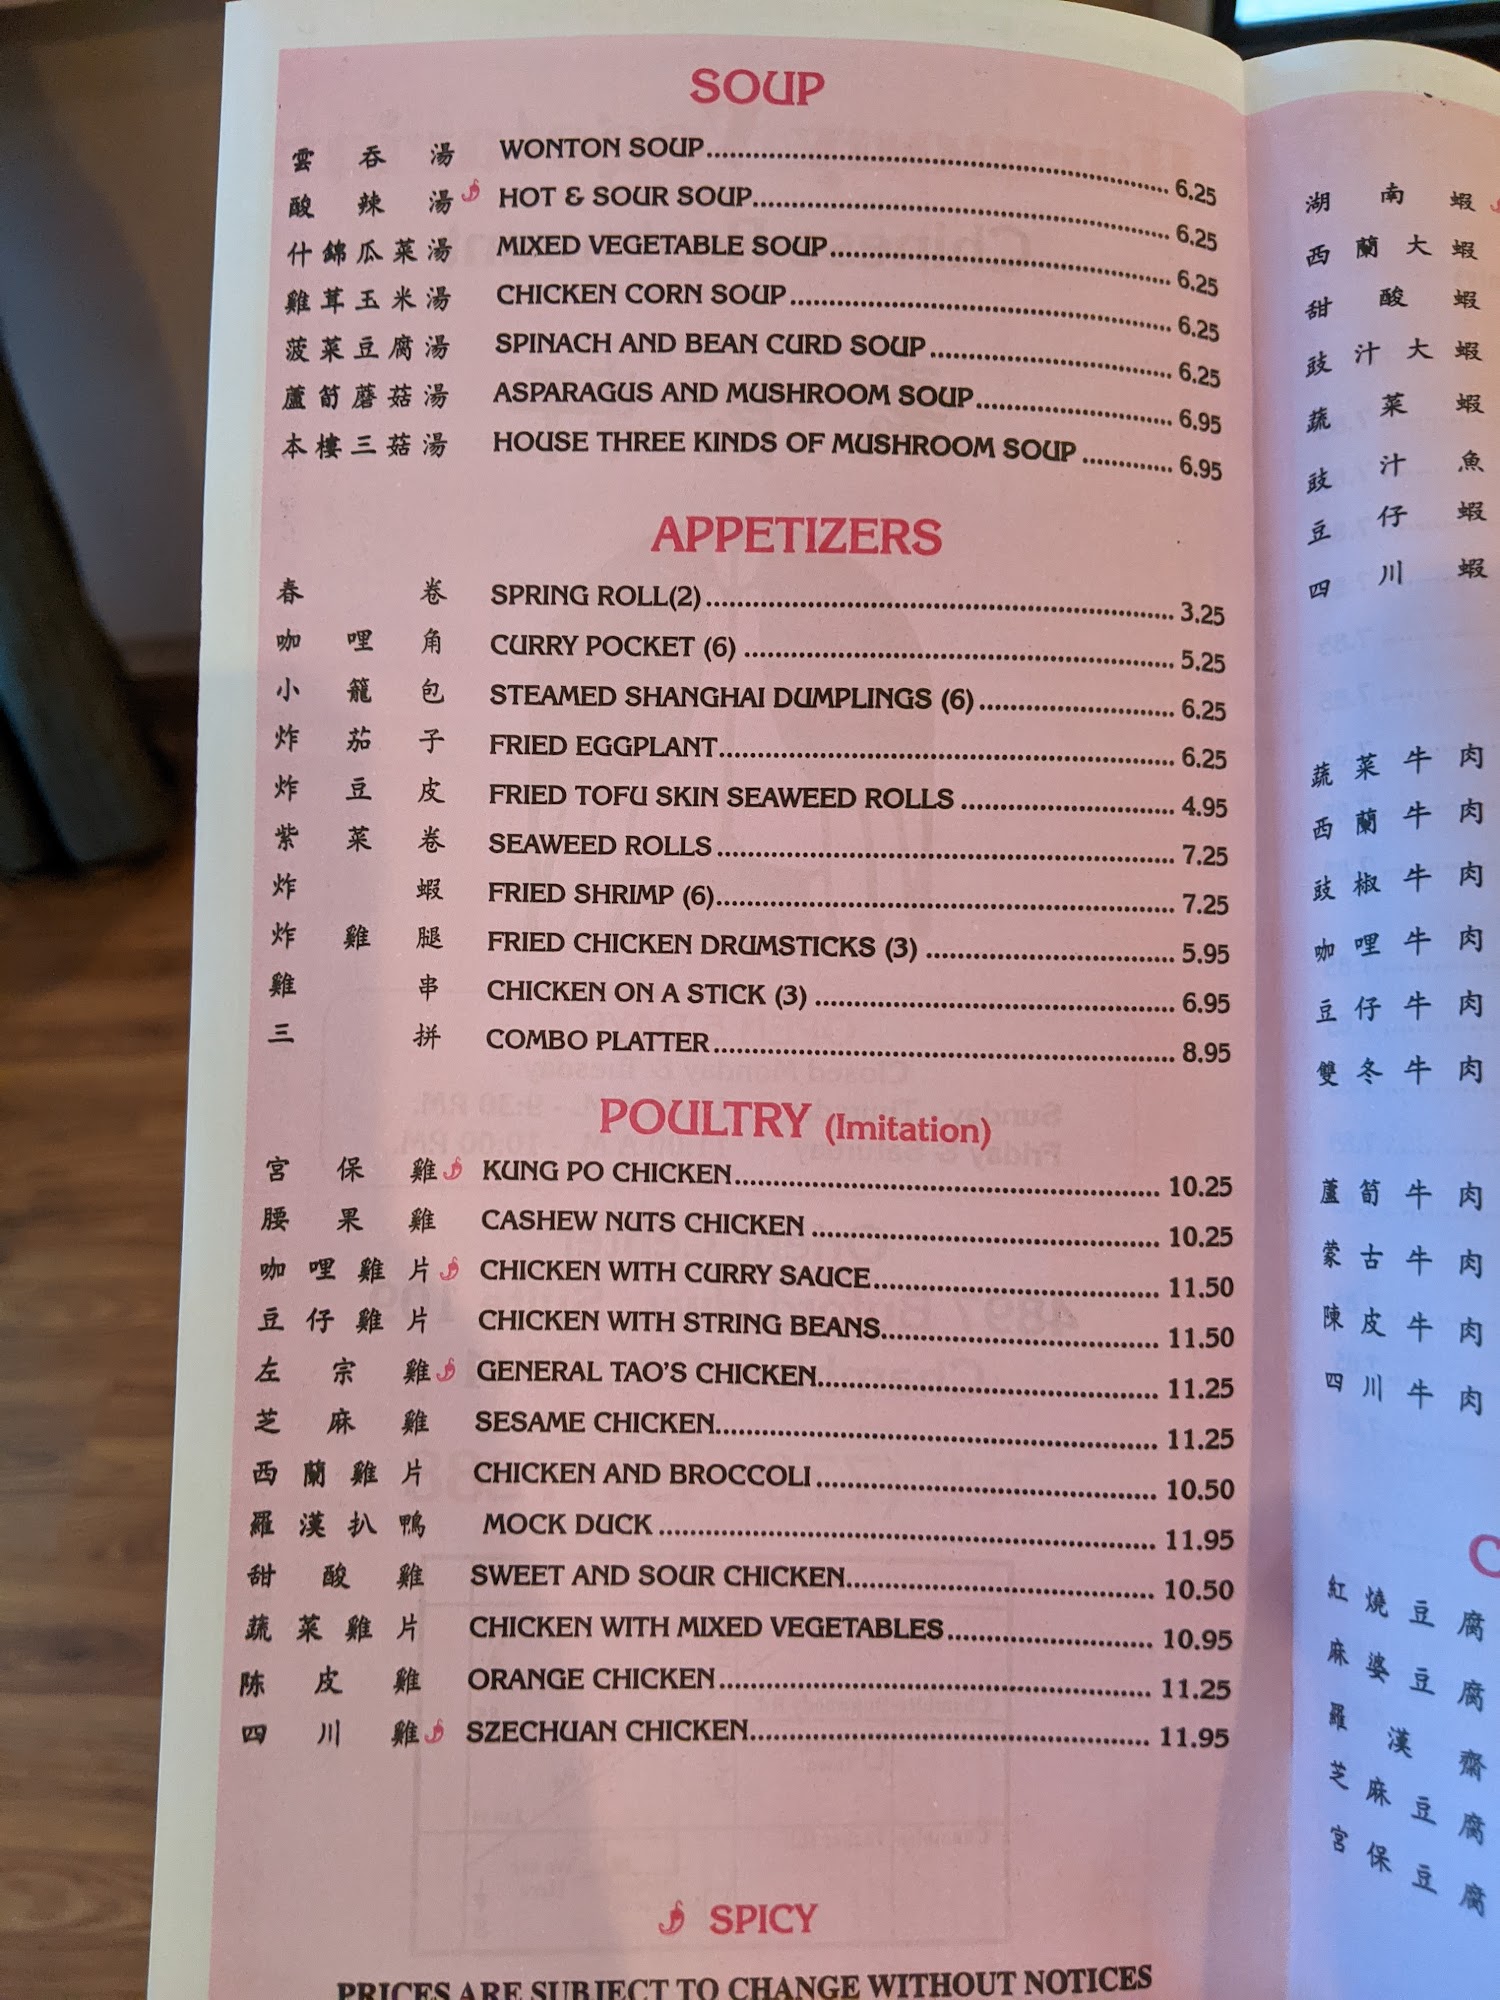 SOUP
雲吞湯 WONTON SOUP 6.25
酸辣湯 HOT & SOUR SOUP 6.25
什錦瓜菜湯 MIXED VEGETABLE SOUP 6.25
雞茸玉米湯 CHICKEN CORN SOUP 6.25
菠菜豆腐湯 SPINACH AND BEAN CURD SOUP 6.25
蘆筍蘑菇湯 ASPARAGUS AND MUSHROOM SOUP 6.95
本樓三菇湯 HOUSE THREE KINDS OF MUSHROOM SOUP 6.95
APPETIZERS
春卷 SPRING ROLL(2) 3.25
咖哩角 CURRY POCKET (6) 5.25
小籠包 STEAMED SHANGHAI DUMPLINGS (6) 6.25
炸茄子 FRIED EGGPLANT 6.25
炸豆皮 FRIED TOFU SKIN SEAWEED ROLLS 4.95
紫菜卷 SEAWEED ROLLS 7.25
炸蝦 FRIED SHRIMP (6) 7.25
炸雞腿 FRIED CHICKEN DRUMSTICKS (3) 5.95
雞串 CHICKEN ON A STICK (3) 6.95
三拼 COMBO PLATTER 8.95
POULTRY (Imitation)
宮保雞 KUNG PO CHICKEN 10.25
腰果雞 CASHEW NUTS CHICKEN 10.25
咖哩雞片 CHICKEN WITH CURRY SAUCE 11.50
豆仔雞片 CHICKEN WITH STRING BEANS 11.50
左宗雞 GENERAL TAO'S CHICKEN 11.25
芝麻雞 SESAME CHICKEN 11.25
西蘭雞片 CHICKEN AND BROCCOLI 10.50
羅漢扒鴨 MOCK DUCK 11.95
甜酸雞 SWEET AND SOUR CHICKEN 10.50
蔬菜雞片 CHICKEN WITH MIXED VEGETABLES 10.95
陈皮雞 ORANGE CHICKEN 11.25
四川雞 SZECHUAN CHICKEN 11.95
SPICY
PRICES ARE SUBJECT TO CHANGE WITHOUT NOTICES
湖南蝦
西蘭大蝦
甜酸蝦
豉汁大蝦
蔬菜蝦
豉汁魚
豆仔蝦
四川蝦
蔬菜牛肉
西蘭牛肉
豉椒牛肉
咖哩牛肉
豆仔牛肉
雙冬牛肉
蘆筍牛肉
蒙古牛肉
陳皮牛肉
四川牛肉
紅燒豆腐
麻婆豆腐
羅漢齋
芝麻豆腐
宮保豆腐